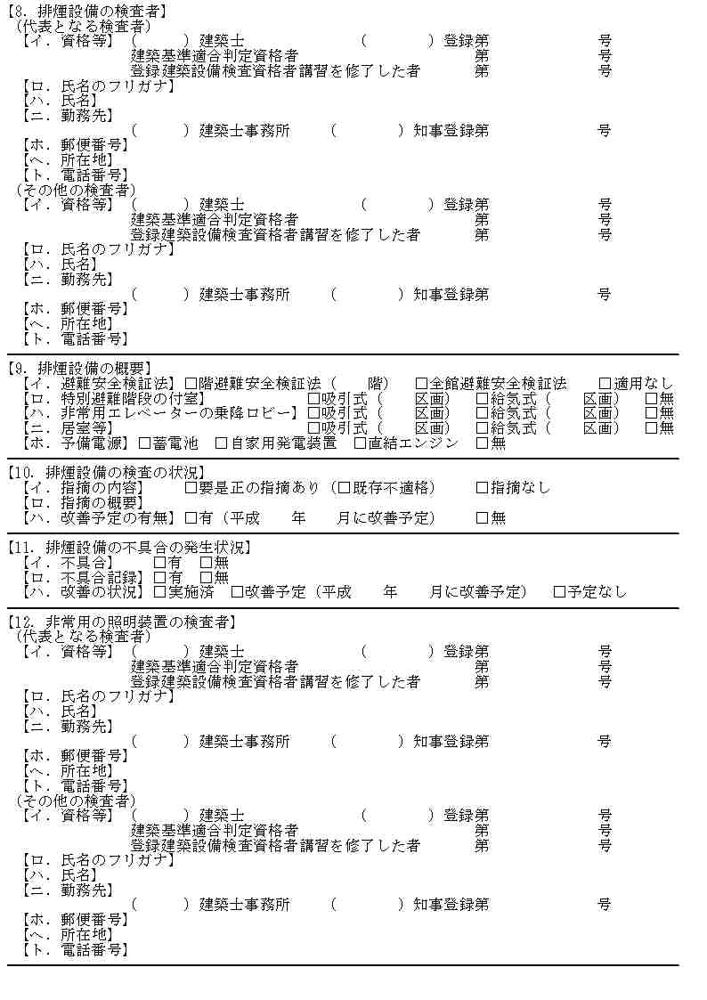 【8．排煙設備の検査者】
（代表となる検査者）
【イ．資格等】（　　　）建築士　　　　　　　（　　　　）登録第　　　　　　　号
建築基準適合判定資格者　　　　　　　　　　　第　　　　　　　号
登録建築設備検査資格者講習を修了した者　　　第　　　　　　　号
【ロ．氏名のフリガナ】
【ハ．氏名】
【ニ．勤務先】
（　　　）建築士事務所　　（　　　　）知事登録第　　　　　　　号
【ホ．郵便番号】
【ヘ．所在地】
【ト．電話番号】
（その他の検査者）
【イ．資格等】（　　　）建築士　　　　　　　（　　　　）登録第　　　　　　　号
建築基準適合判定資格者　　　　　　　　　　　第　　　　　　　号
登録建築設備検査資格者講習を修了した者　　　第　　　　　　　号
【ロ．氏名のフリガナ】
【ハ．氏名】
【ニ．勤務先】
（　　　）建築士事務所　　（　　　　）知事登録第　　　　　　　号
【ホ．郵便番号】
【ヘ．所在地】
【ト．電話番号】
【9．排煙設備の概要】
【イ．避難安全検証法】□階避難安全検証法（　　階）　□全館避難安全検証法　　□適用なし
【ロ．特別避難階段の付室】　　　　　　　□吸引式（　　区画）　□給気式（　　区画）　□無
【ハ．非常用エレベーターの乗降ロビー】□吸引式（　　区画）　□給気式（　　区画）　□無
【ニ．居室等】　　　　　　　　　　　　　□吸引式（　　区画）　□給気式（　　区画）　□無
【ホ．予備電源】□蓄電池　□自家用発電装置　□直結エンジン　□無
【10．排煙設備の検査の状況】
【イ．指摘の内容】　　□要是正の指摘あり（□既存不適格）　　□指摘なし
【ロ．指摘の概要】
【ハ．改善予定の有無】□有（平成　　年　　月に改善予定）　　□無
【11．排煙設備の不具合の発生状況】
【イ．不具合】　　□有　□無
【ロ．不具合記録】□有　□無
【ハ．改善の状況】□実施済　□改善予定（平成　　年　　月に改善予定）　□予定なし
【12．非常用の照明装置の検査者】
（代表となる検査者）
【イ．資格等】（　　　）建築士　　　　　　　（　　　　）登録第　　　　　　　号
建築基準適合判定資格者　　　　　　　　　　　第　　　　　　　号
登録建築設備検査資格者講習を修了した者　　　第　　　　　　　号
【ロ．氏名のフリガナ】
【ハ．氏名】
【ニ．勤務先】
（　　　）建築士事務所　　（　　　　）知事登録第　　　　　　　号
【ホ．郵便番号】
【ヘ．所在地】
【ト．電話番号】
（その他の検査者）
【イ．資格等】（　　　）建築士　　　　　　　（　　　　）登録第　　　　　　　号
建築基準適合判定資格者　　　　　　　　　　　第　　　　　　　号
登録建築設備検査資格者講習を修了した者　　　第　　　　　　　号
【ロ．氏名のフリガナ】
【ハ．氏名】
【ニ．勤務先】
（　　　）建築士事務所　　（　　　　）知事登録第　　　　　　　号
【ホ．郵便番号】
【ヘ．所在地】
【ト．電話番号】